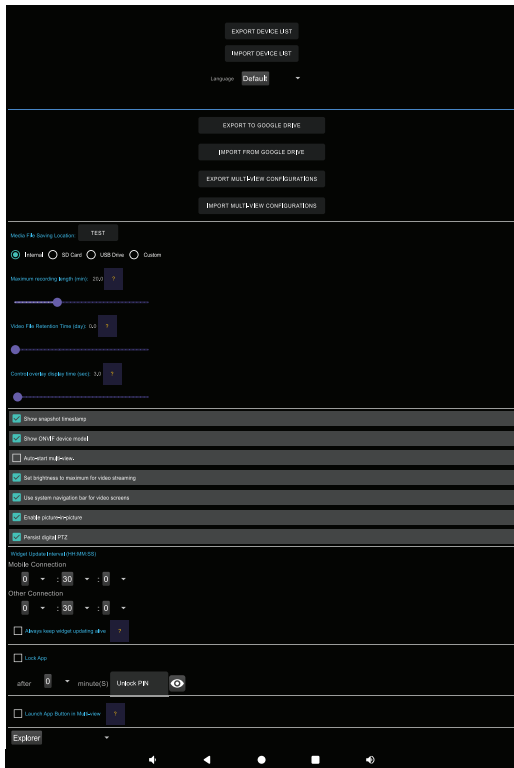 EXPORT DEVICE LIST
IMPORT DEVICE LIST
Language Default
EXPORT TO GOOGLE DRIVE
IMPORT FROM GOOGLE DRIVE
EXPORT MULTI-VIEW CONFIGURATIONS
IMPORT MULTI-VIEW CONFIGURATIONS
Media File Saving Location: TEST
Internal SD Card USB Drive Custom
Maximum recording length (min): 20.0 ?
Video File Retention Time (day): 0.0 ?
Control overlay display time (sec): 3.0 ?
Show snapshot timestamp
Show ONVIF device model
Auto-start multi-view.
Set brightness to maximum for video streaming
Use system navigation bar for video screens
Enable picture-in-picture
Persist digital PTZ
Widget Update Interval (HH:MM:SS)
Mobile Connection
0 : 30 : 0
Other Connection
0 : 30 : 0
Always keep widget updating alive ?
Lock App
after 0 minute(S) Unlock PIN
Launch App Button in Multi-view ?
Explorer